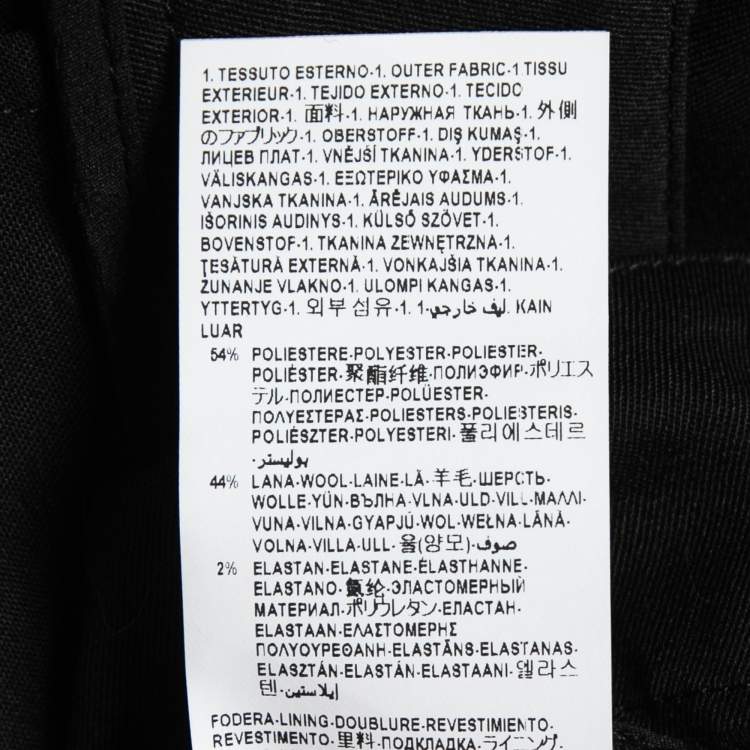 1. TESSUTO ESTERNO-1. OUTER FABRIC-1.TISSU
EXTERIEUR-1. TEJIDO EXTERNO-1. TECIDO
EXTERIOR-1. 面料-1. НАРУЖНАЯ ТКАНЬ-1. 外側
のファブリック-1. OBERSTOFF-1. DIŞ KUMAŞ-1.
ЛИЦЕВ ПЛАТ-1. VNĚJŠÍ TKANINA-1. YDERSTOF-1.
VÄLISKANGAS-1. ΕΞΩΤΕΡΙΚΟ ΥΦΑΣΜΑ-1.
VANJSKA TKANINA-1. ĀRĒJAIS AUDUMS-1.
IŠORINIS AUDINYS-1. KÜLSŐ SZÖVET-1.
BOVENSTOF-1. TKANINA ZEWNĘTRZNA-1.
ŢESĂTURĂ EXTERNĂ-1. VONKAJŠIA TKANINA-1.
ZUNANJE VLAKNO-1. ULOMPI KANGAS-1.
YTTERTYG-1. 외부 섬유-1. 1-ليف خارجي. KAIN
LUAR
54% POLIESTERE-POLYESTER-POLIESTER-
POLIÉSTER-聚酯纤维-ПОЛИЭФИР-ポリエス
テル-ПОЛИЕСТЕР-POLÜESTER-
ΠΟΛΥΕΣΤΕΡΑΣ-POLIESTERS-POLIESTERIS-
POLIÉSZTER-POLYESTERI-폴리에스테르
-بوليستر
44% LANA-WOOL-LAINE-LÃ-羊毛-ШЕРСТЬ-
WOLLE-YÜN-ВЪЛНА-VLNA-ULD-VILL-ΜΑΛΛΙ-
VUNA-VILNA-GYAPJÚ-WOL-WEŁNA-LÂNĂ-
VOLNA-VILLA-ULL-울(양모)-صوف-
2% ELASTAN-ELASTANE-ÉLASTHANNE-
ELASTANO-氨纶-ЭЛАСТОМЕРНЫЙ
МАТЕРИАЛ-ポリウレタン-ЕЛАСТАН-
ELASTAAN-ΕΛΑΣΤΟΜΕΡΗΣ
ΠΟΛΥΟΥΡΕΘΑΝΗ-ELASTĀNS-ELASTANAS-
ELASZTÁN-ELASTÁN-ELASTAANI-엘라스
텐-إيلاستين
FODERA-LINING-DOUBLURE-REVESTIMIENTO-
REVESTIMENTO-里料-ПОДКЛАДКА-ライニング-